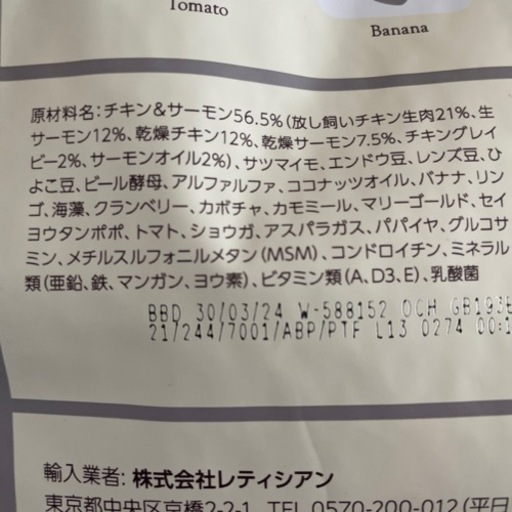 Tomato
Banana
原材料名:チキン&サーモン56.5%(放し飼いチキン生肉21%、生
サーモン12%、乾燥チキン12%、乾燥サーモン7.5%、チキングレイ
ビー2%、サーモンオイル2%)、サツマイモ、エンドウ豆、レンズ豆、ひ
よこ豆、ビール酵母、アルファルファ、ココナッツオイル、バナナ、リン
ゴ、海藻、クランベリー、カボチャ、カモミール、マリーゴールド、セイ
ヨウタンポポ、トマト、ショウガ、アスパラガス、パパイヤ、グルコサ
ミン、メチルスルフォニルメタン(MSM)、コンドロイチン、ミネラル
類(亜鉛、鉄、マンガン、ヨウ素)、ビタミン類(A、D3、E)、乳酸菌
BBD 30/03/24 W-588152 OCH GB193E
21/244/7001/ABP/PTF L13 0274 00:1
輸入業者: 株式会社レティシアン
東京都中央区京橋2-2-1 TEL 0570-200-012(平日